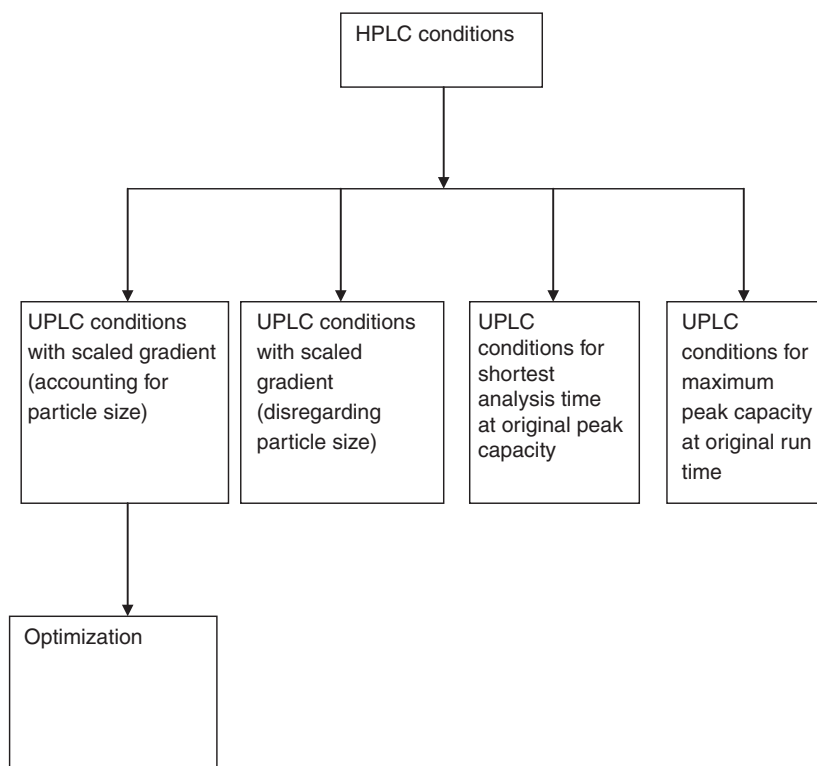 HPLC conditions
UPLC conditions
with scaled gradient
(accounting for
particle size)
UPLC conditions
with scaled
gradient
(disregarding
particle size)
UPLC
conditions for
shortest
analysis time
at original peak
capacity
UPLC
conditions for
maximum
peak capacity
at original run
time
Optimization